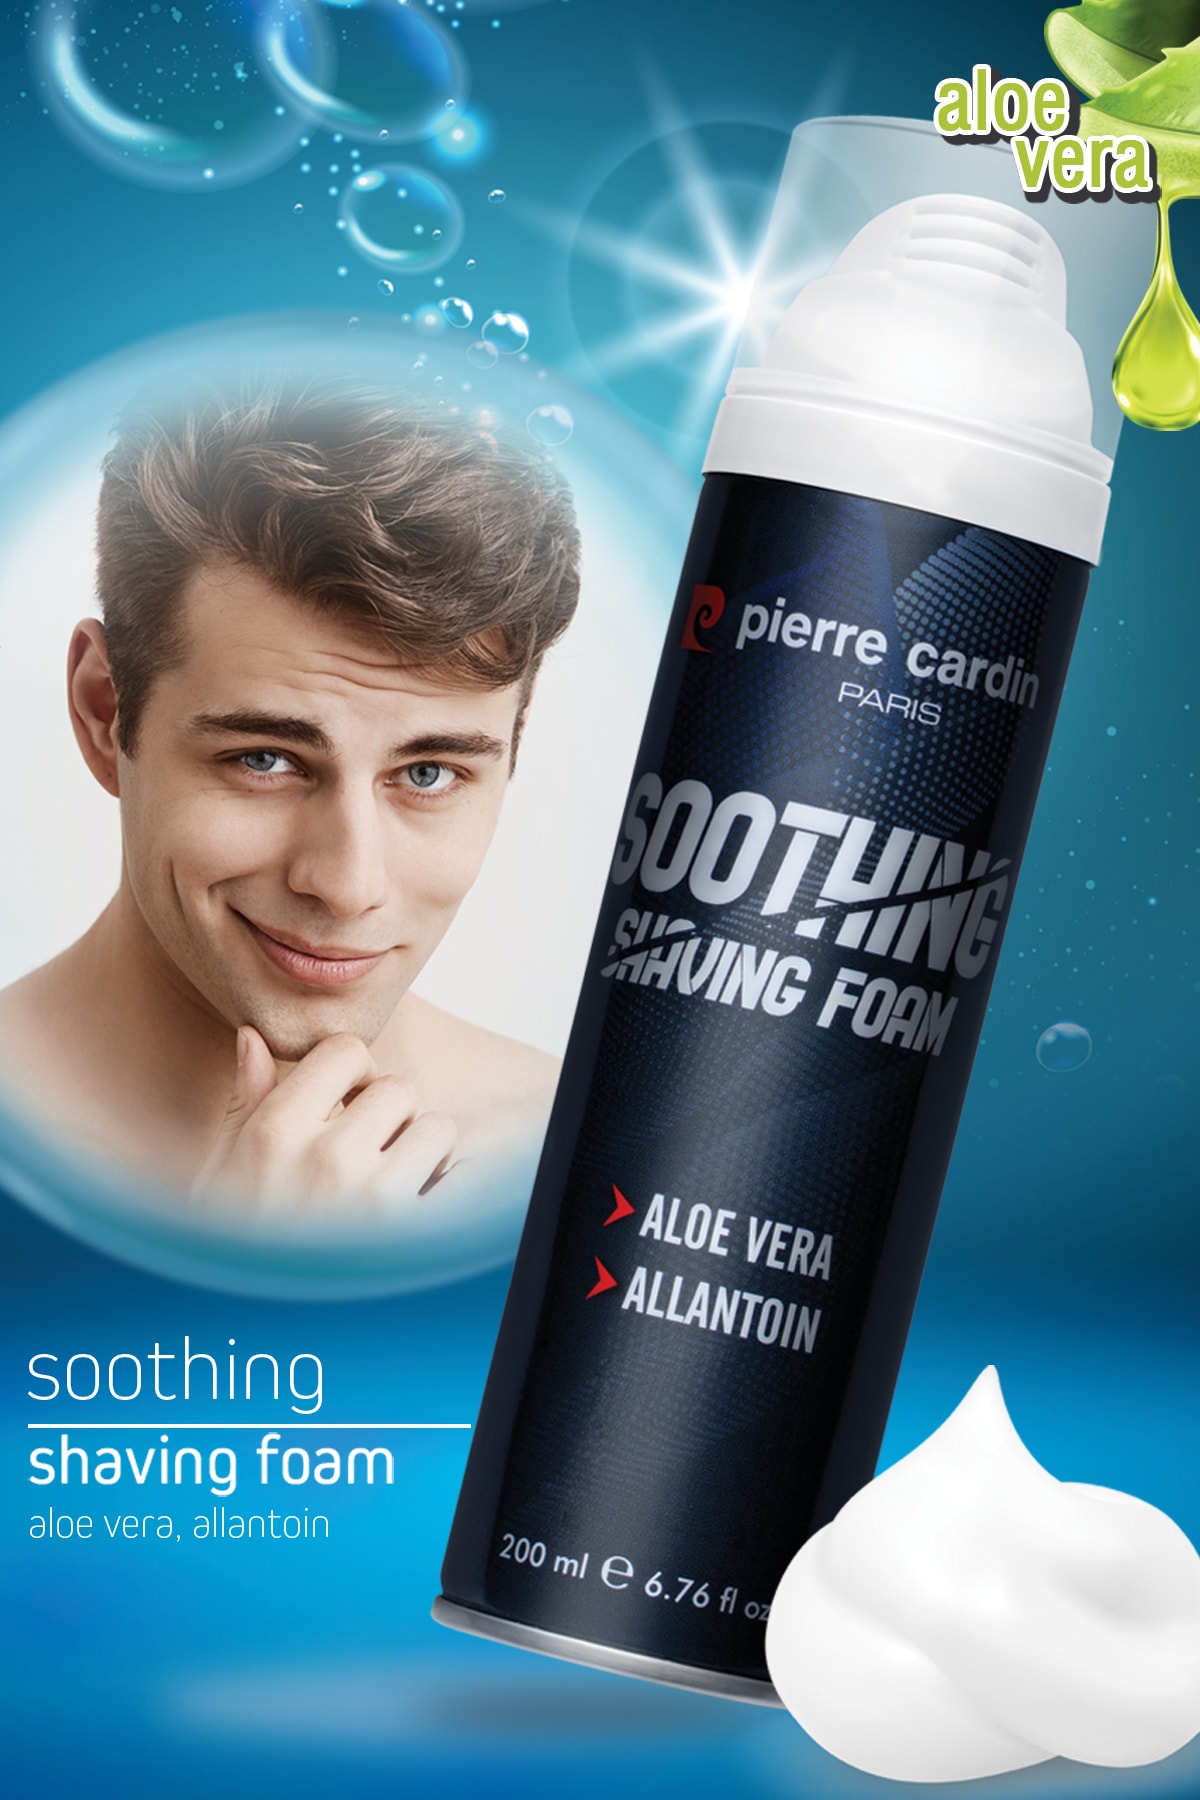 aloe
vera
pierre cardin
PARIS
SOOTHING
SHAVING FOAM
ALOE VERA
ALLANTOIN
soothing
shaving foam
aloe vera, allantoin
200 ml ℮ 6.76 fl oz